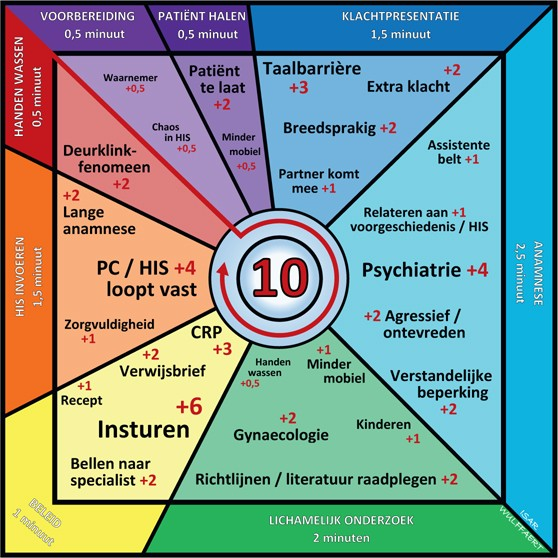 VOORBEREIDING
0,5 minuut
PATIËNT HALEN
0,5 minuut
KLACHTPRESENTATIE
1,5 minuut
HANDEN WASSEN
0,5 minuut
Waarnemer
+0,5
Chaos
in HIS
+0,5
Patiënt
te laat
+2
Minder
mobiel
+0,5
Taalbarrière
+3
+2
Extra klacht
Breedsprakig +2
Partner komt
mee +1
ANAMNESE
2,5 minuut
Assistente
belt +1
Relateren aan +1
voorgeschiedenis / HIS
Psychiatrie +4
+2 Agressief /
ontevreden
Verstandelijke
beperking
+2
Deurklink-
fenomeen
+2
HIS INVOEREN
1,5 minuut
+2
Lange
anamnese
PC / HIS +4
loopt vast
Zorgvuldigheid
+1
10
CRP
+3
+2
Verwijsbrief
+1
Recept
+6
Insturen
Bellen naar
specialist +2
BELEID
1 minuut
Handen
wassen
+0,5
+1
Minder
mobiel
+2
Gynaecologie
Kinderen
+1
Richtlijnen / literatuur raadplegen +2
LICHAMELIJK ONDERZOEK
2 minuten
ISAR
WULFFAERT